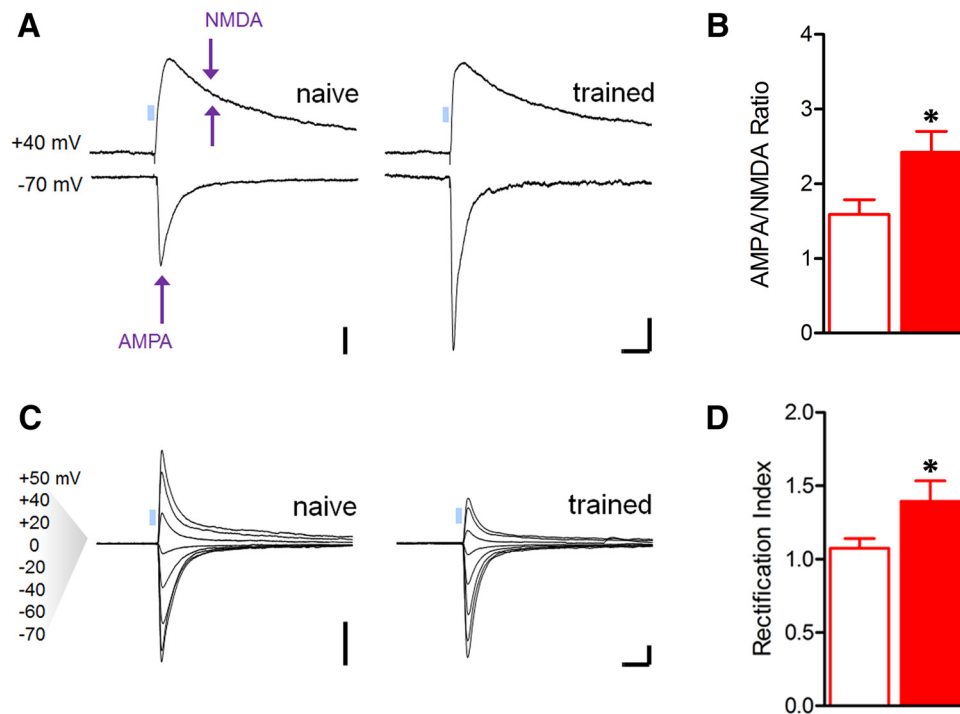 A
NMDA
naive
trained
+40 mV
-70 mV
AMPA
B
4
3
2
1
0
AMPA/NMDA Ratio
*
C
+50 mV
+40
+20
0
-20
-40
-60
-70
naive
trained
D
2.0
1.5
1.0
0.5
0.0
Rectification Index
*